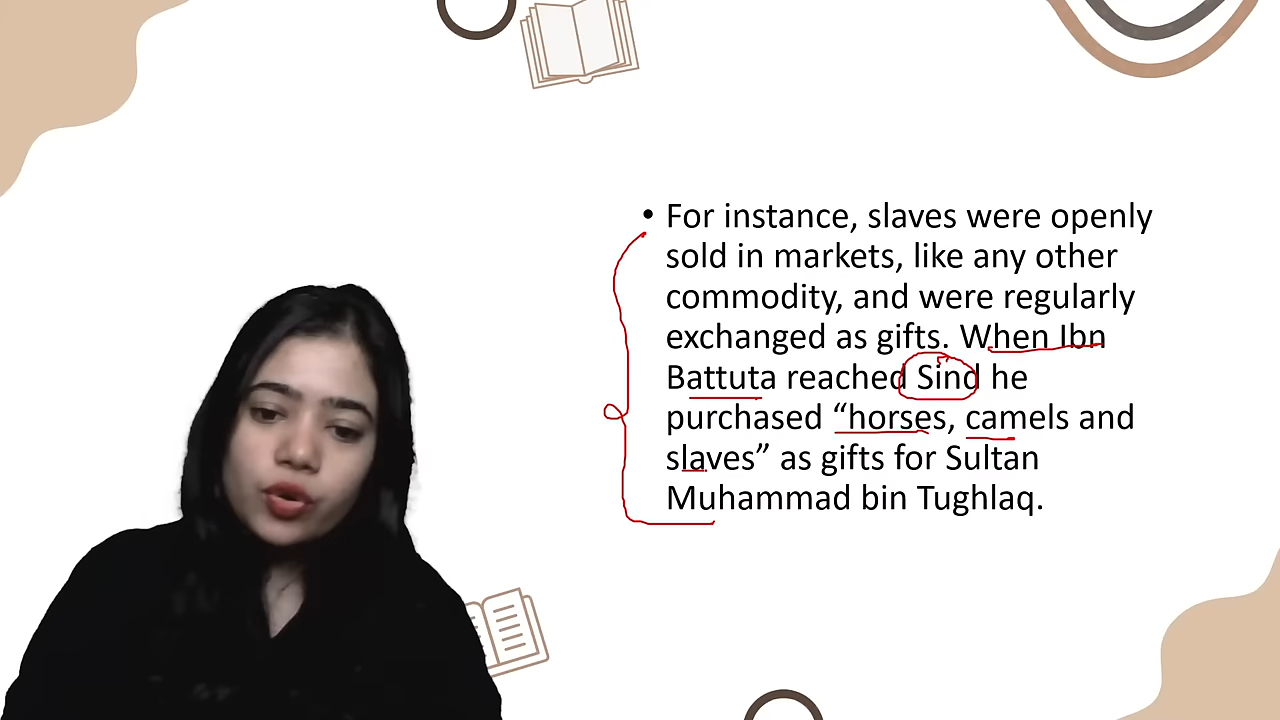 • For instance, slaves were openly
sold in markets, like any other
commodity, and were regularly
exchanged as gifts. When Ibn
Battuta reached Sind he
purchased “horses, camels and
slaves” as gifts for Sultan
Muhammad bin Tughlaq.